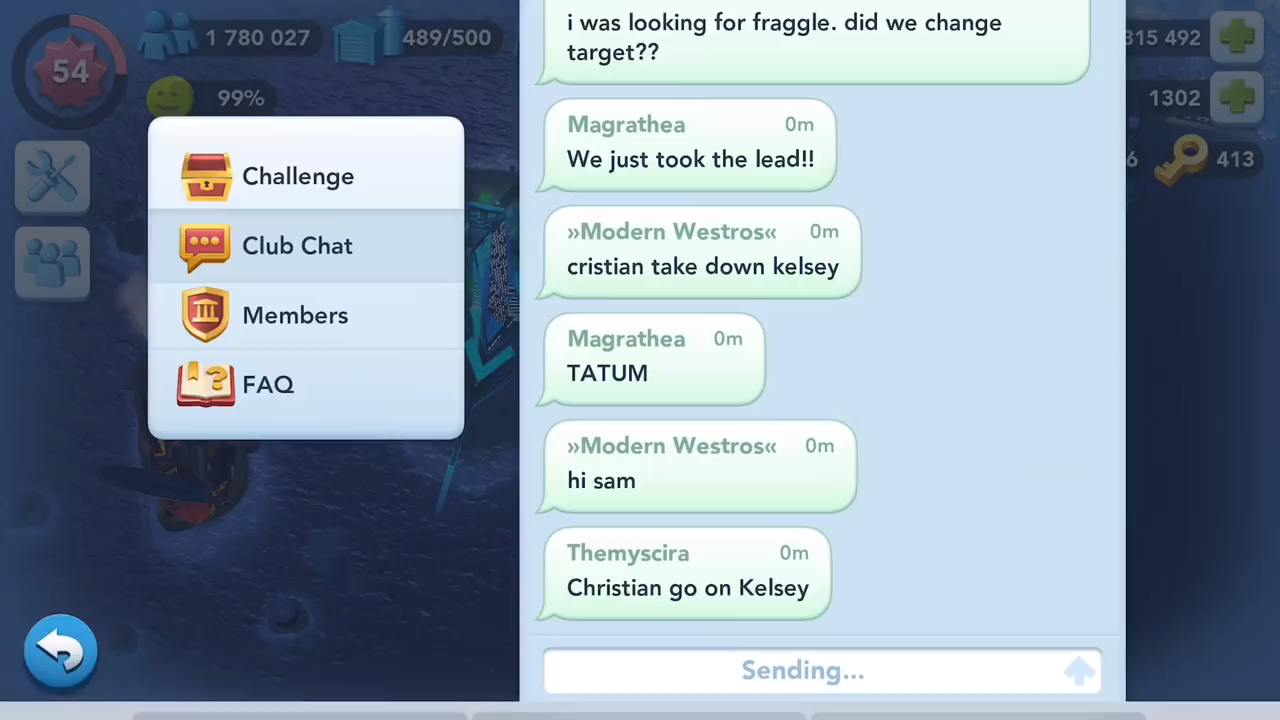 54
1 780 027
489/500
99%
315 492
1302
6
413
Challenge
Club Chat
Members
FAQ
i was looking for fraggle. did we change
target??
Magrathea 0m
We just took the lead!!
»Modern Westros« 0m
cristian take down kelsey
Magrathea 0m
TATUM
»Modern Westros« 0m
hi sam
Themyscira 0m
Christian go on Kelsey
Sending...